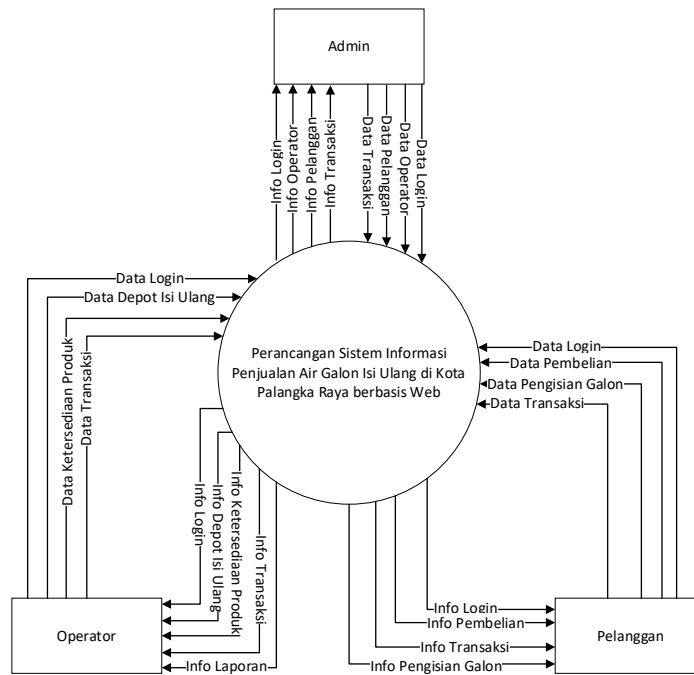 Admin
Info Login
Info Operator
Info Pelanggan
Info Transaksi
Data Transaksi
Data Pelanggan
Data Operator
Data Login
Data Login
Data Depot Isi Ulang
Data Ketersediaan Produk
Data Transaksi
Perancangan Sistem Informasi
Penjualan Air Galon Isi Ulang di Kota
Palangka Raya berbasis Web
Data Login
Data Pembelian
Data Pengisian Galon
Data Transaksi
Info Login
Info Depot Isi Ulang
Info Ketersediaan Produk
Info Transaksi
Info Laporan
Operator
Info Login
Info Pembelian
Info Transaksi
Info Pengisian Galon
Pelanggan